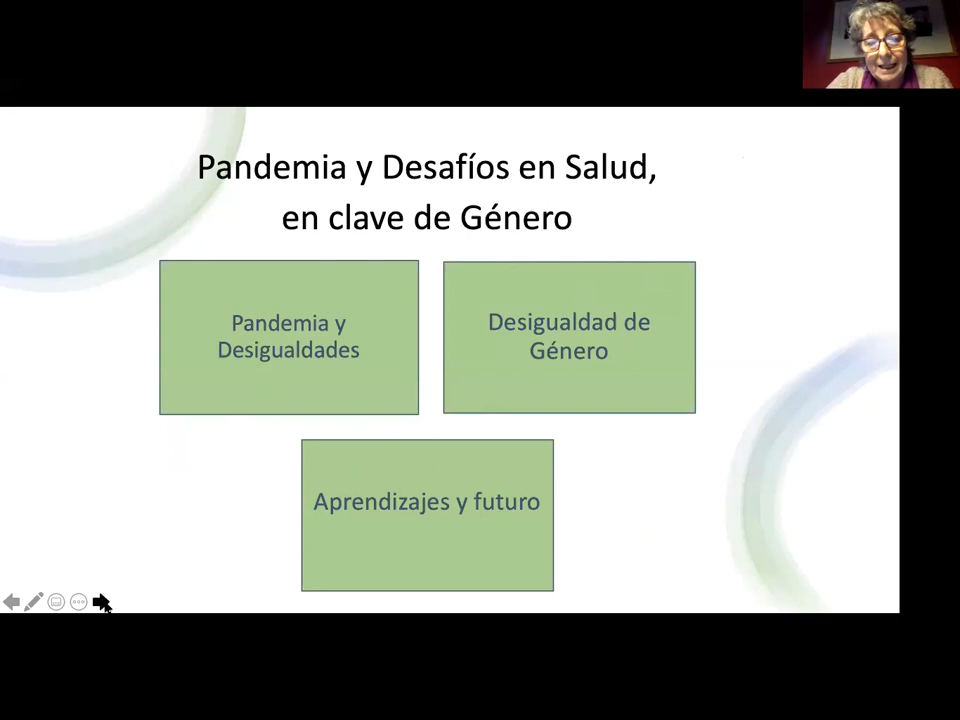 Pandemia y Desafíos en Salud,
en clave de Género
Pandemia y
Desigualdades
Desigualdad de
Género
Aprendizajes y futuro